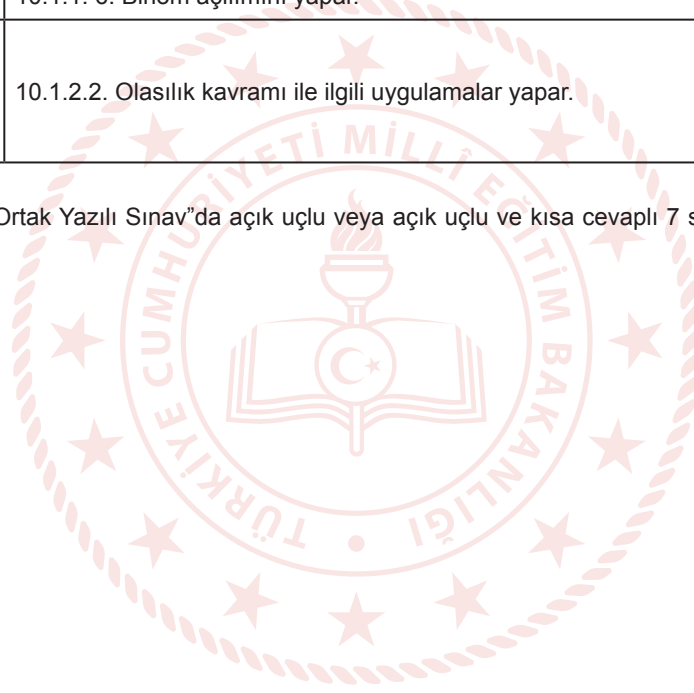 10.1.1. 6. Binom açılımını yapar.
10.1.2.2. Olasılık kavramı ile ilgili uygulamalar yapar.
Ortak Yazılı Sınav”da açık uçlu veya açık uçlu ve kısa cevaplı 7 s
TÜRKİYE CUMHURİYETİ MİLLÎ EĞİTİM BAKANLIĞI